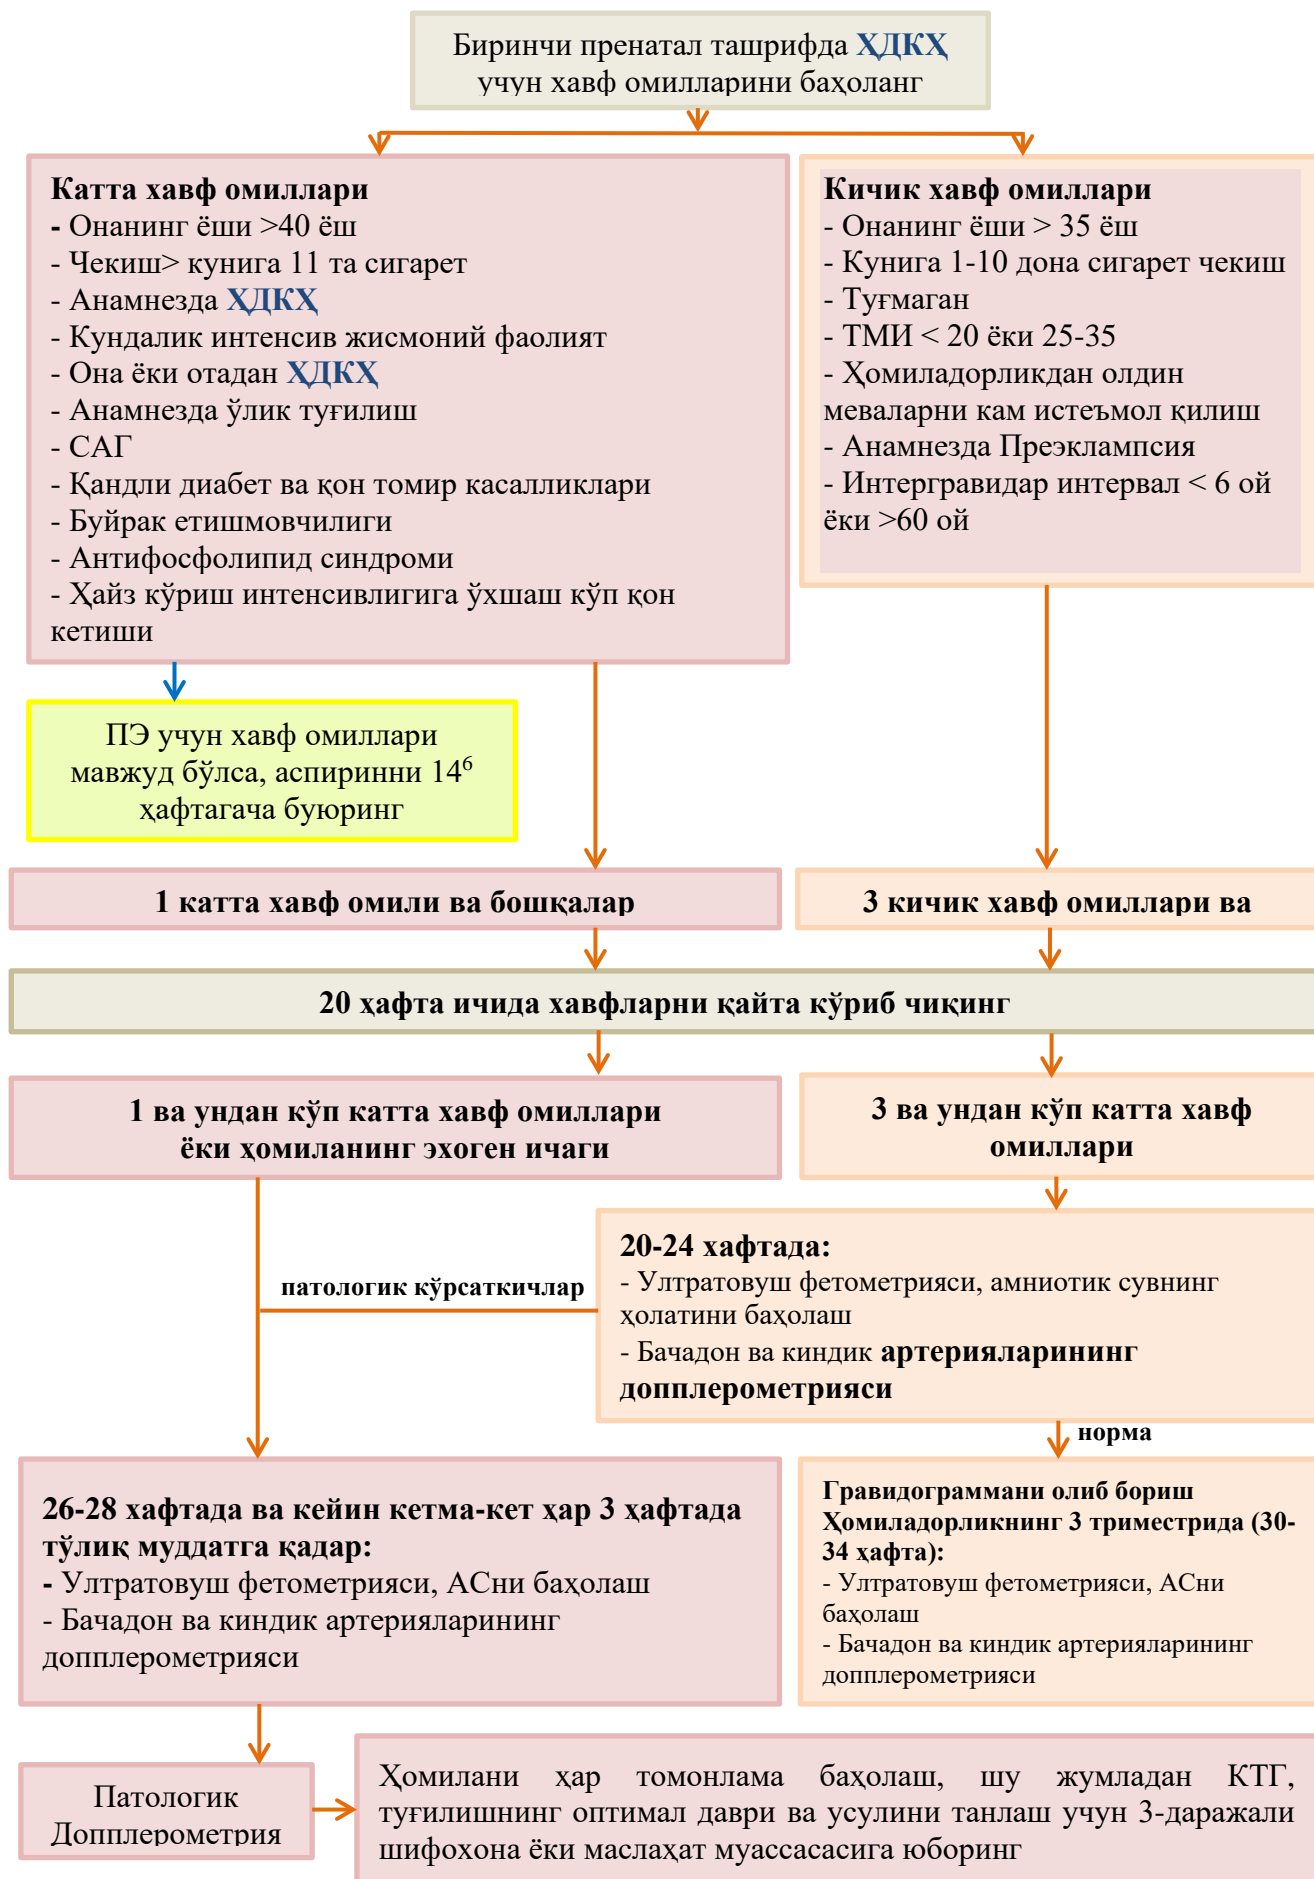 Биринчи пренатал ташрифда ҲДКҲ
учун хавф омилларини баҳоланг
Катта хавф омиллари
- Онанинг ёши >40 ёш
- Чекиш> кунига 11 та сигарет
- Анамнезда ҲДКҲ
- Кундалик интенсив жисмоний фаолият
- Она ёки отадан ҲДКҲ
- Анамнезда ўлик туғилиш
- САГ
- Қандли диабет ва қон томир касалликлари
- Буйрак етишмовчилиги
- Антифосфолипид синдроми
- Ҳайз кўриш интенсивлигига ўхшаш кўп қон
кетиши
Кичик хавф омиллари
- Онанинг ёши > 35 ёш
- Кунига 1-10 дона сигарет чекиш
- Туғмаган
- ТМИ < 20 ёки 25-35
- Ҳомиладорликдан олдин
меваларни кам истеъмол қилиш
- Анамнезда Преэклампсия
- Интергравидар интервал < 6 ой
ёки >60 ой
ПЭ учун хавф омиллари
мавжуд бўлса, аспиринни 14⁶
ҳафтагача буюринг
1 катта хавф омили ва бошқалар
3 кичик хавф омиллари ва
20 ҳафта ичида хавфларни қайта кўриб чиқинг
1 ва ундан кўп катта хавф омиллари
ёки ҳомиланинг эхоген ичаги
3 ва ундан кўп катта хавф
омиллари
20-24 хафтада:
- Ултратовуш фетометрияси, амниотик сувнинг
ҳолатини баҳолаш
- Бачадон ва киндик артерияларининг
допплерометрияси
патологик кўрсаткичлар
норма
26-28 хафтада ва кейин кетма-кет ҳар 3 ҳафтада
тўлиқ муддатга қадар:
- Ултратовуш фетометрияси, АСни баҳолаш
- Бачадон ва киндик артерияларининг
допплерометрияси
Гравидограммани олиб бориш
Ҳомиладорликнинг 3 триместрида (30-
34 ҳафта):
- Ултратовуш фетометрияси, АСни
баҳолаш
- Бачадон ва киндик артерияларининг
допплерометрияси
Патологик
Допплерометрия
Ҳомилани ҳар томонлама баҳолаш, шу жумладан КТГ,
туғилишнинг оптимал даври ва усулини танлаш учун 3-даражали
шифохона ёки маслаҳат муассасасига юборинг